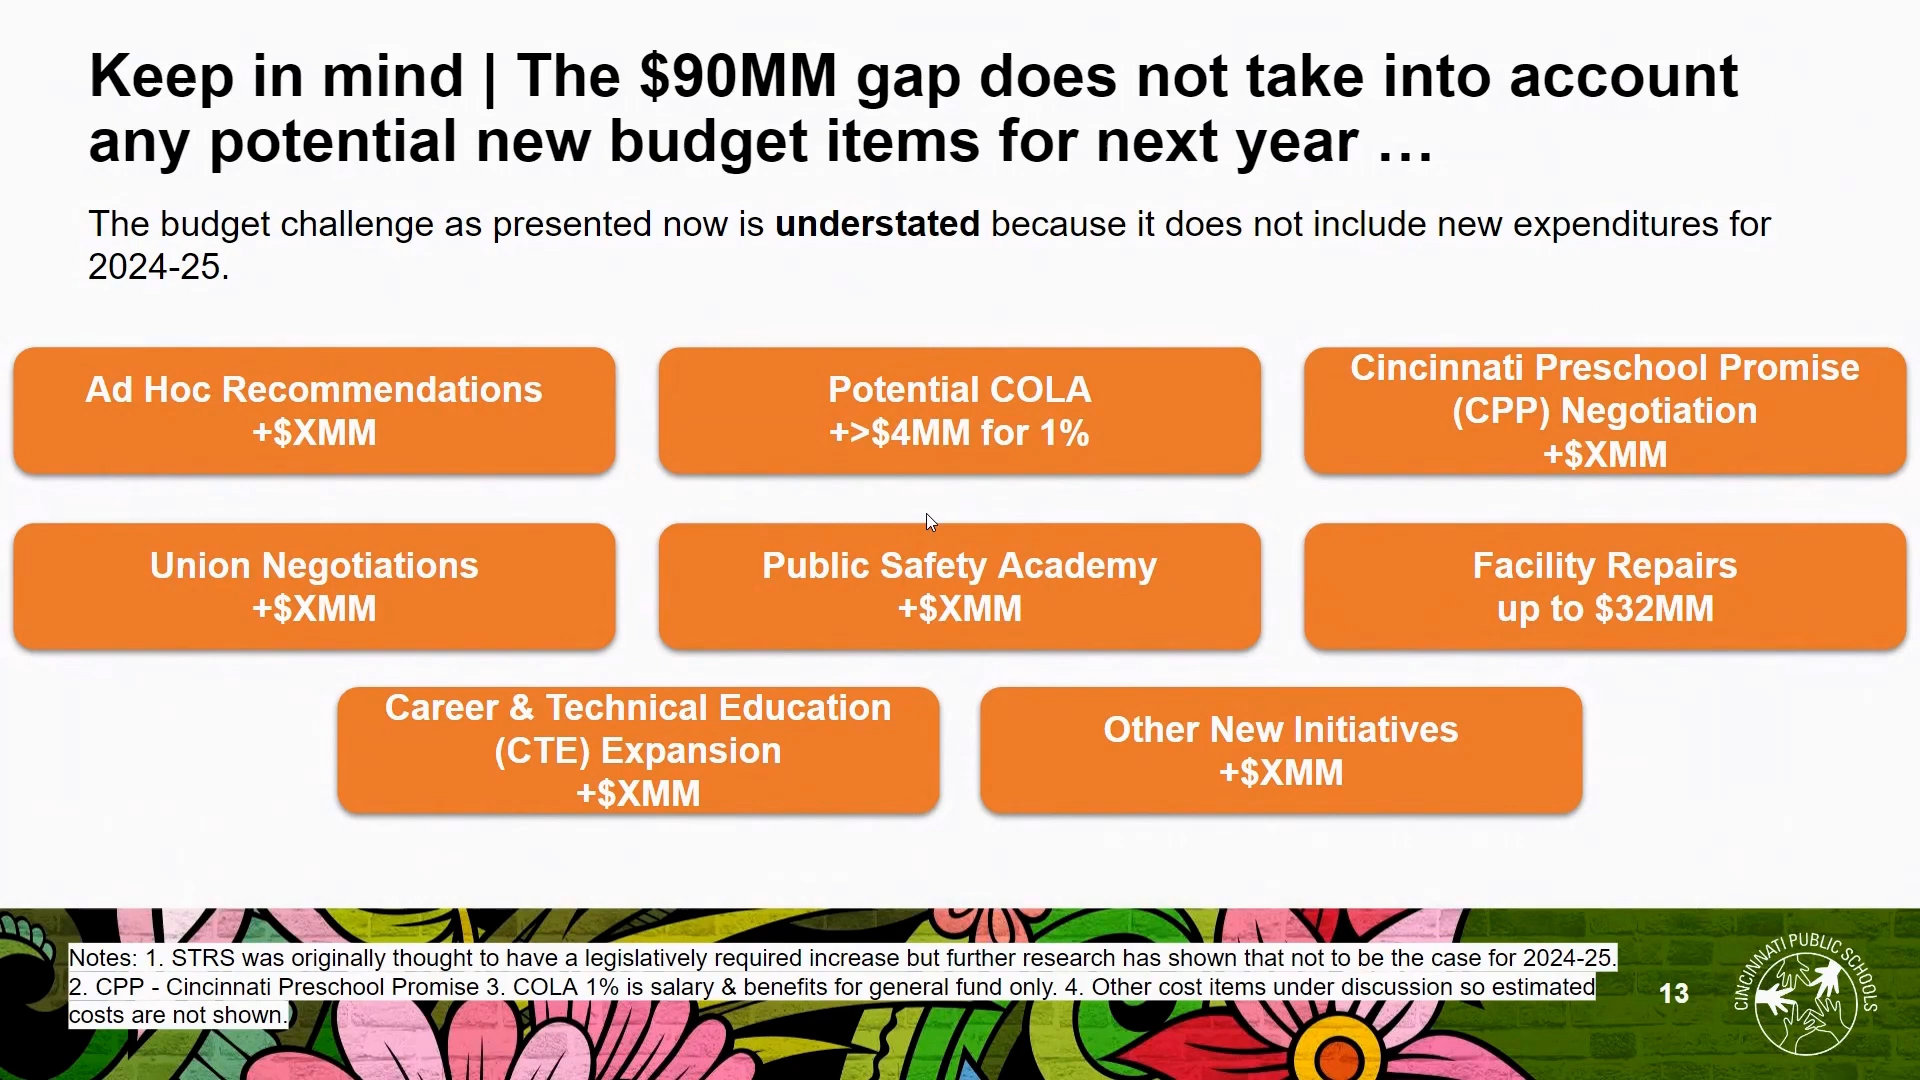 Keep in mind | The $90MM gap does not take into account
any potential new budget items for next year …
The budget challenge as presented now is understated because it does not include new expenditures for
2024-25.
Ad Hoc Recommendations
+$XMM
Potential COLA
+>$4MM for 1%
Cincinnati Preschool Promise
(CPP) Negotiation
+$XMM
Union Negotiations
+$XMM
Public Safety Academy
+$XMM
Facility Repairs
up to $32MM
Career & Technical Education
(CTE) Expansion
+$XMM
Other New Initiatives
+$XMM
Notes: 1. STRS was originally thought to have a legislatively required increase but further research has shown that not to be the case for 2024-25.
2. CPP - Cincinnati Preschool Promise 3. COLA 1% is salary & benefits for general fund only. 4. Other cost items under discussion so estimated
costs are not shown.
13
CINCINNATI PUBLIC SCHOOLS